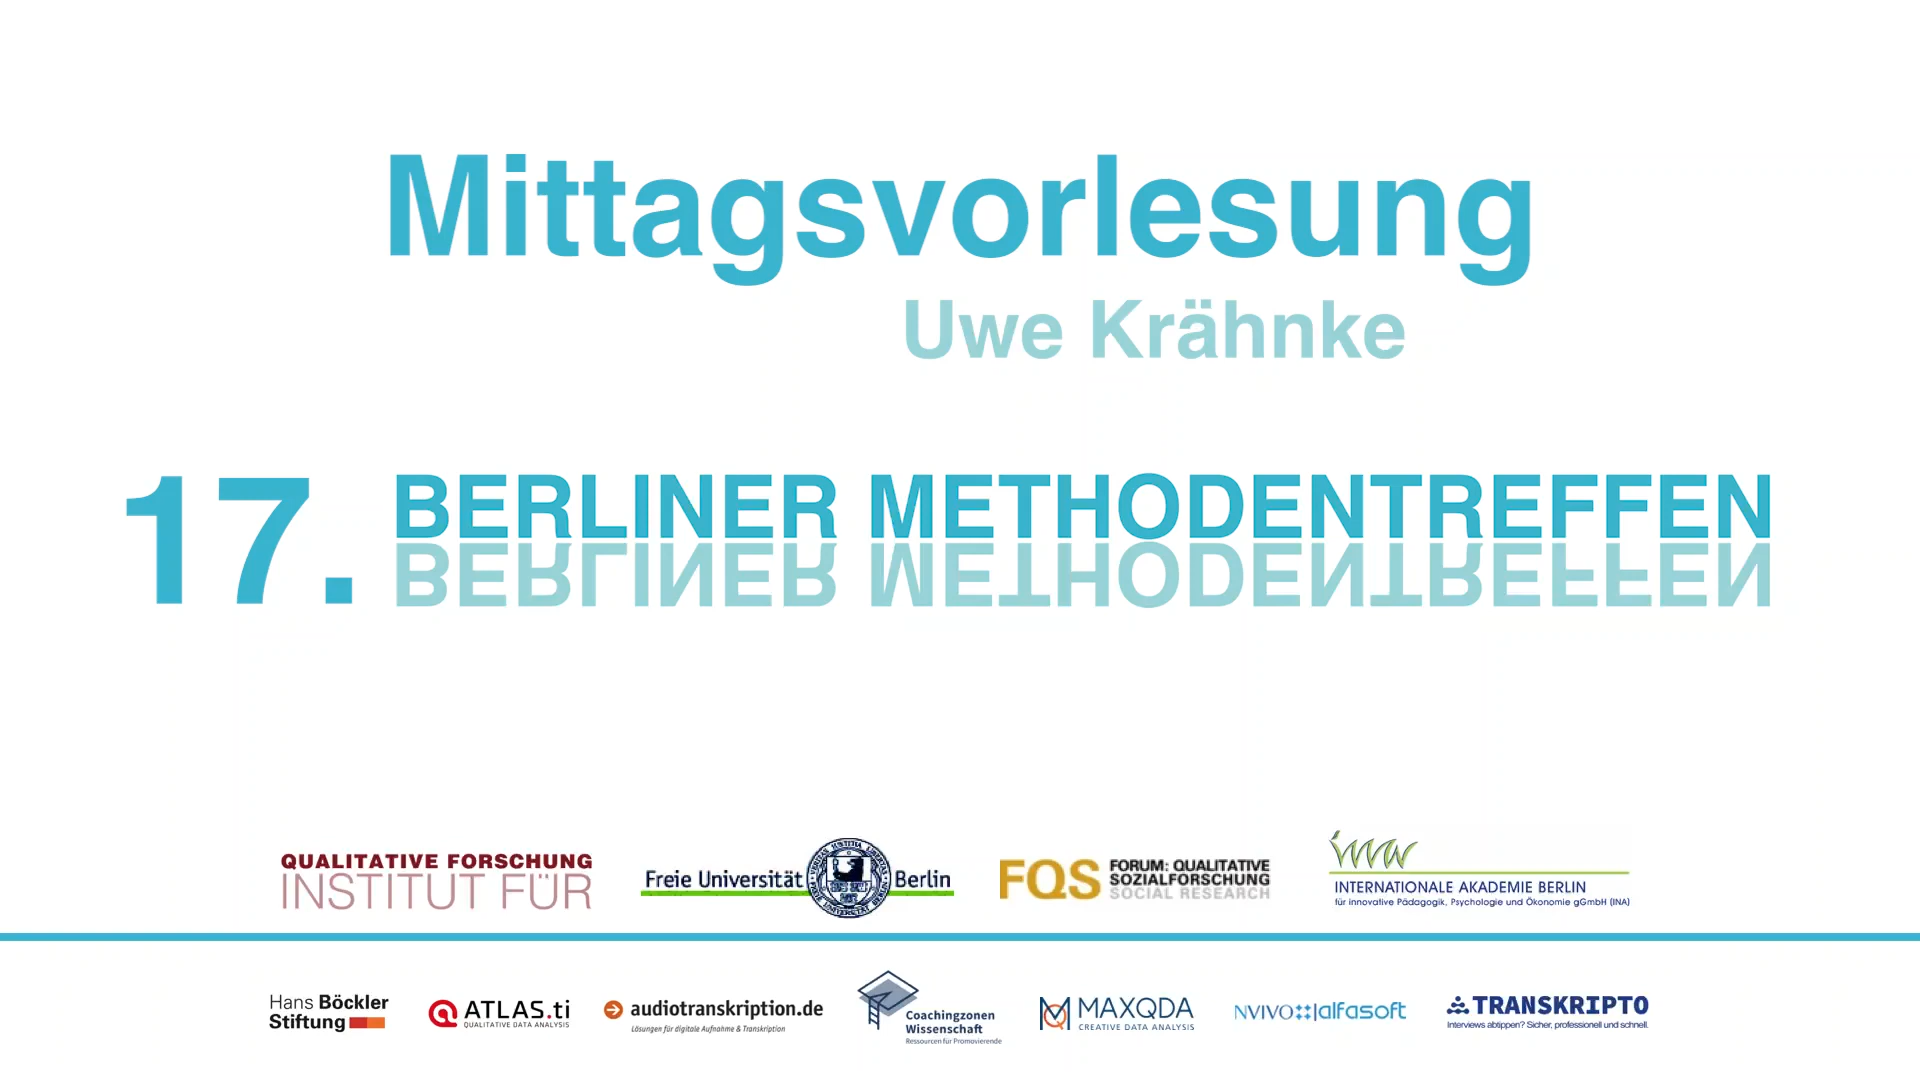 Mittagsvorlesung
Uwe Krähnke
17. BERLINER METHODENTREFFEN
BERLINER METHODENTREFFEN
QUALITATIVE FORSCHUNG
INSTITUT FÜR
Freie Universität Berlin
FQS FORUM: QUALITATIVE
SOZIALFORSCHUNG
SOCIAL RESEARCH
INTERNATIONALE AKADEMIE BERLIN
für innovative Pädagogik, Psychologie und Ökonomie gGmbH (INA)
Hans Böckler
Stiftung
ATLAS.ti
QUALITATIVE DATA ANALYSIS
audiotranskription.de
Lösungen für digitale Aufnahme & Transkription
Coachingzonen
Wissenschaft
Ressourcen für Promovierende
MAXQDA
CREATIVE DATA ANALYSIS
NVIVO alfasoft
TRANSKRIPTO
Interviews abtippen? Sicher, professionell und schnell.